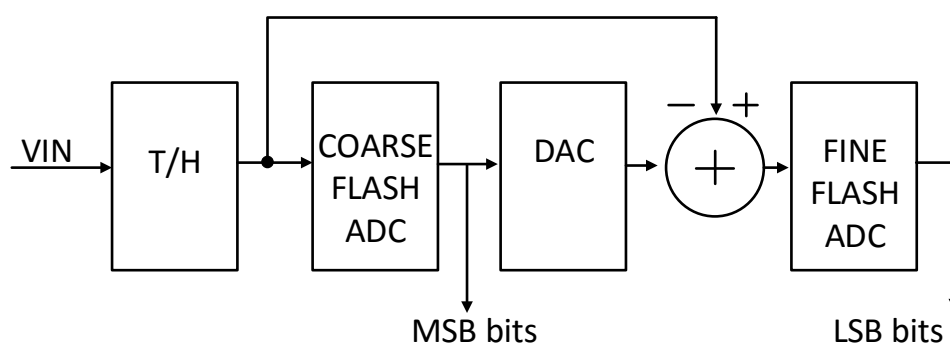 VIN
T/H
COARSE
FLASH
ADC
DAC
− +
+
FINE
FLASH
ADC
MSB bits
LSB bits